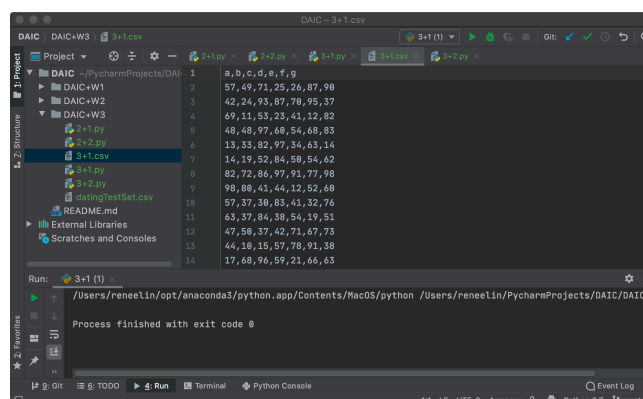 DAIC – 3+1.csv
DAIC DAIC+W3 3+1.csv 3+1 (1) Git:
1: Project Project 2+1.py 2+2.py 3+1.py 3+1.csv 3+2.py
DAIC ~/PycharmProjects/DAI 1 a,b,c,d,e,f,g
DAIC+W1 2 57,49,71,25,26,87,90
DAIC+W2 3 42,24,93,87,70,95,37
DAIC+W3 4 69,11,53,23,41,12,82
2+1.py 5 48,48,97,60,54,68,83
2+2.py 6 13,33,82,97,34,63,14
3+1.csv 7 14,19,52,84,50,54,62
3+1.py 8 82,72,86,97,91,77,98
3+2.py 9 98,80,41,44,12,52,60
datingTestSet.csv 10 57,37,30,83,41,32,76
README.md 11 63,37,84,38,54,19,51
External Libraries 12 47,50,37,42,71,67,73
Scratches and Consoles 13 44,10,15,57,78,91,38
14 17,68,96,59,21,66,63
Z: Structure
Run: 3+1 (1)
/Users/reneelin/opt/anaconda3/python.app/Contents/MacOS/python /Users/reneelin/PycharmProjects/DAIC/DAIC
Process finished with exit code 0
2: Favorites
9: Git 6: TODO 4: Run Terminal Python Console Event Log